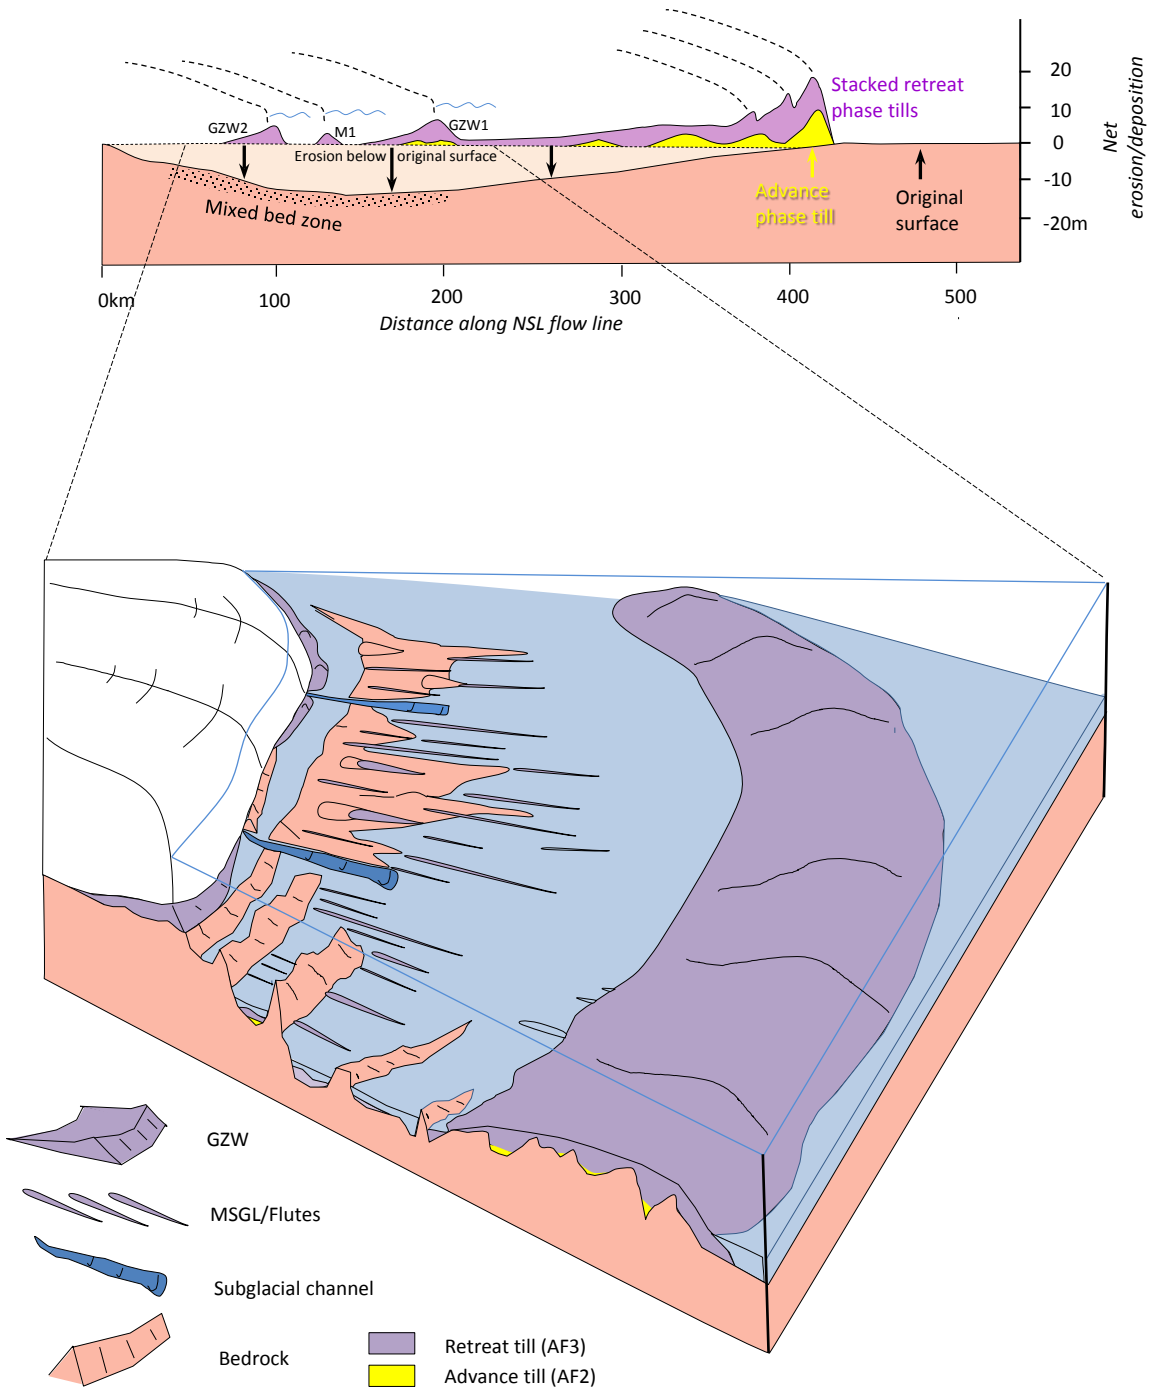 20
Stacked retreat
phase tills
10
GZW2
M1
GZW1
0
Net
erosion/deposition
Erosion below original surface
-10
Advance
phase till
Original
surface
Mixed bed zone
-20m
0km
100
200
300
400
500
Distance along NSL flow line
GZW
MSGL/Flutes
Subglacial channel
Bedrock
Retreat till (AF3)
Advance till (AF2)